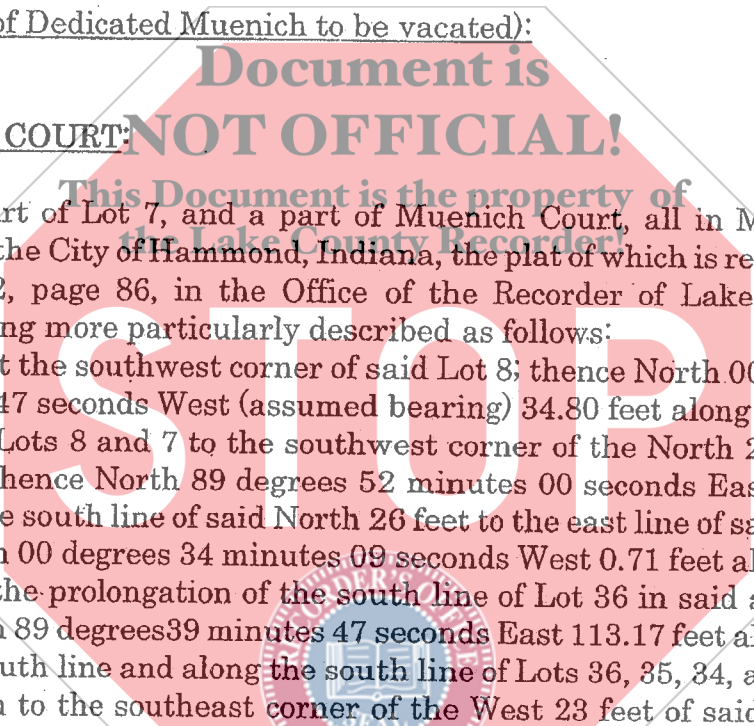 of Dedicated Muenich to be vacated):
Document is
COURT:
NOT OFFICIAL!
This Document is the property of
rt of Lot 7, and a part of Muenich Court, all in M
the Lake County Recorder!
the City of Hammond, Indiana, the plat of which is re
2, page 86, in the Office of the Recorder of Lake
ng more particularly described as follows:
t the southwest corner of said Lot 8; thence North 00
47 seconds West (assumed bearing) 34.80 feet along
Lots 8 and 7 to the southwest corner of the North 2
hence North 89 degrees 52 minutes 00 seconds Eas
e south line of said North 26 feet to the east line of sa
h 00 degrees 34 minutes 09 seconds West 0.71 feet al
the prolongation of the south line of Lot 36 in said a
h 89 degrees39 minutes 47 seconds East 113.17 feet al
uth line and along the south line of Lots 36, 35, 34, a
n to the southeast corner of the West 23 feet of said
STOP
RECORDER'S OFFICE